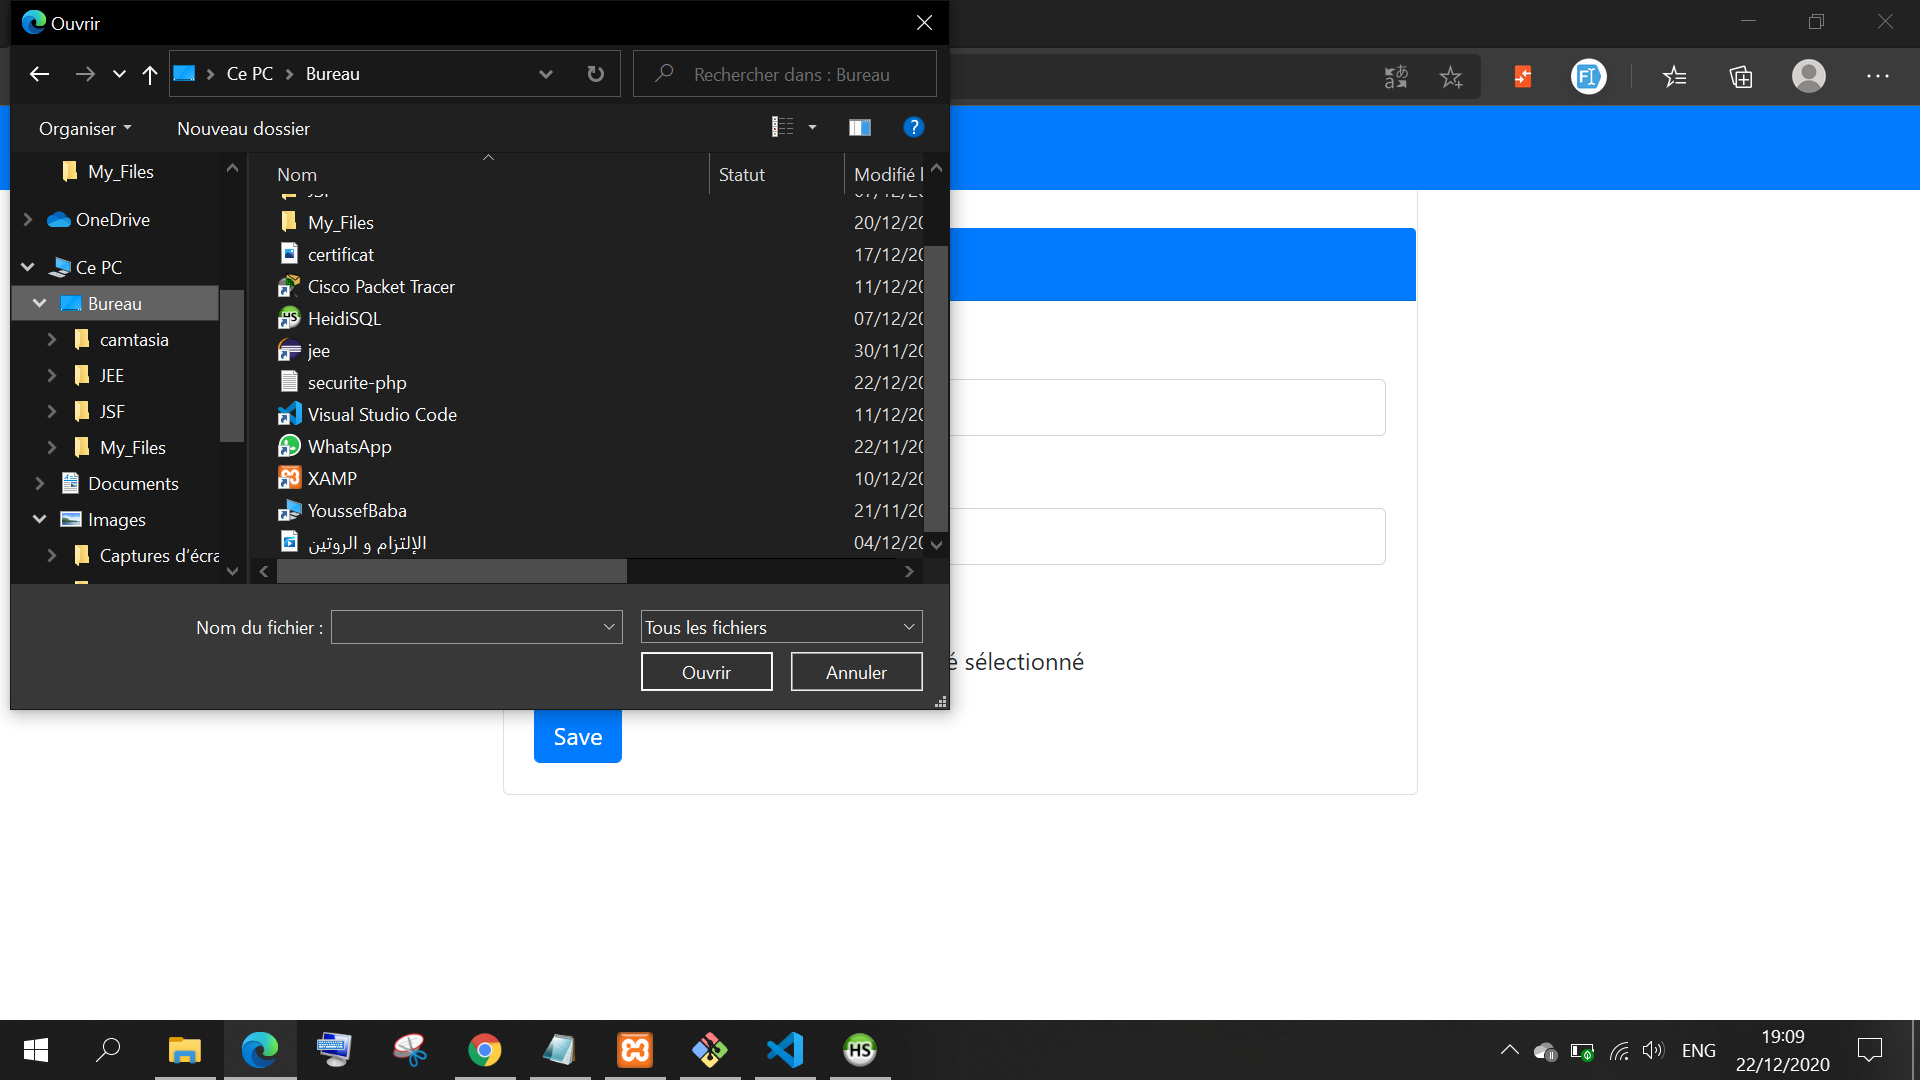 Ouvrir
Ce PC
Bureau
Rechercher dans : Bureau
Organiser
Nouveau dossier
?
My_Files
OneDrive
Ce PC
Bureau
camtasia
JEE
JSF
My_Files
Documents
Images
Captures d’écra
Nom
Statut
Modifié l
My_Files
20/12/20
certificat
17/12/20
Cisco Packet Tracer
11/12/20
HeidiSQL
07/12/20
jee
30/11/20
securite-php
22/12/20
Visual Studio Code
11/12/20
WhatsApp
22/11/20
XAMP
10/12/20
YoussefBaba
21/11/20
الإلتزام و الروتين
04/12/20
Nom du fichier :
Tous les fichiers
Ouvrir
Annuler
é sélectionné
Save
HS
ENG
19:09
22/12/2020